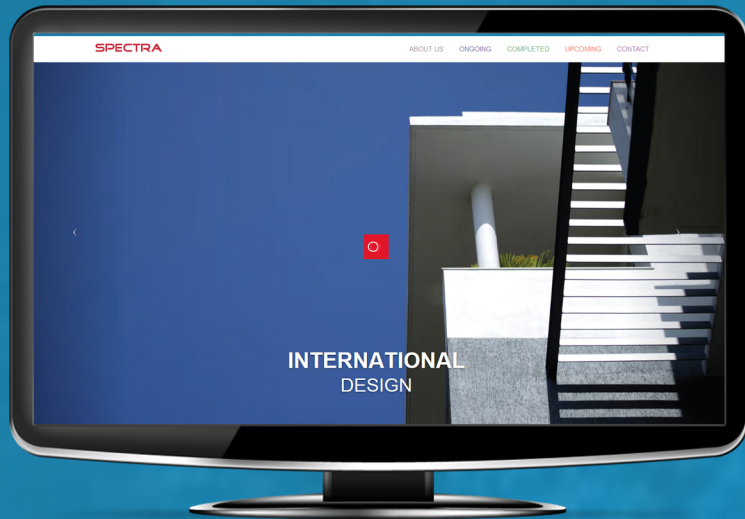 SPECTRA
ABOUT US ONGOING COMPLETED UPCOMING CONTACT
INTERNATIONAL
DESIGN